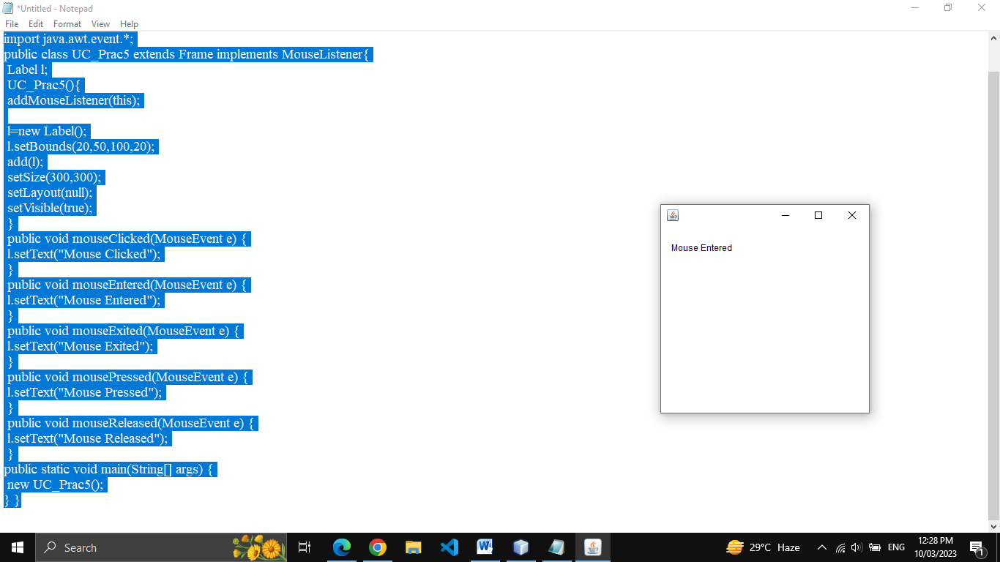 *Untitled - Notepad
File Edit Format View Help
import java.awt.event.*;
public class UC_Prac5 extends Frame implements MouseListener{
Label l;
UC_Prac5(){
addMouseListener(this);
l=new Label();
l.setBounds(20,50,100,20);
add(l);
setSize(300,300);
setLayout(null);
setVisible(true);
}
public void mouseClicked(MouseEvent e) {
l.setText("Mouse Clicked");
}
public void mouseEntered(MouseEvent e) {
l.setText("Mouse Entered");
}
public void mouseExited(MouseEvent e) {
l.setText("Mouse Exited");
}
public void mousePressed(MouseEvent e) {
l.setText("Mouse Pressed");
}
public void mouseReleased(MouseEvent e) {
l.setText("Mouse Released");
}
public static void main(String[] args) {
new UC_Prac5();
} }
Mouse Entered
Search
29°C Haze
ENG
12:28 PM
10/03/2023
1